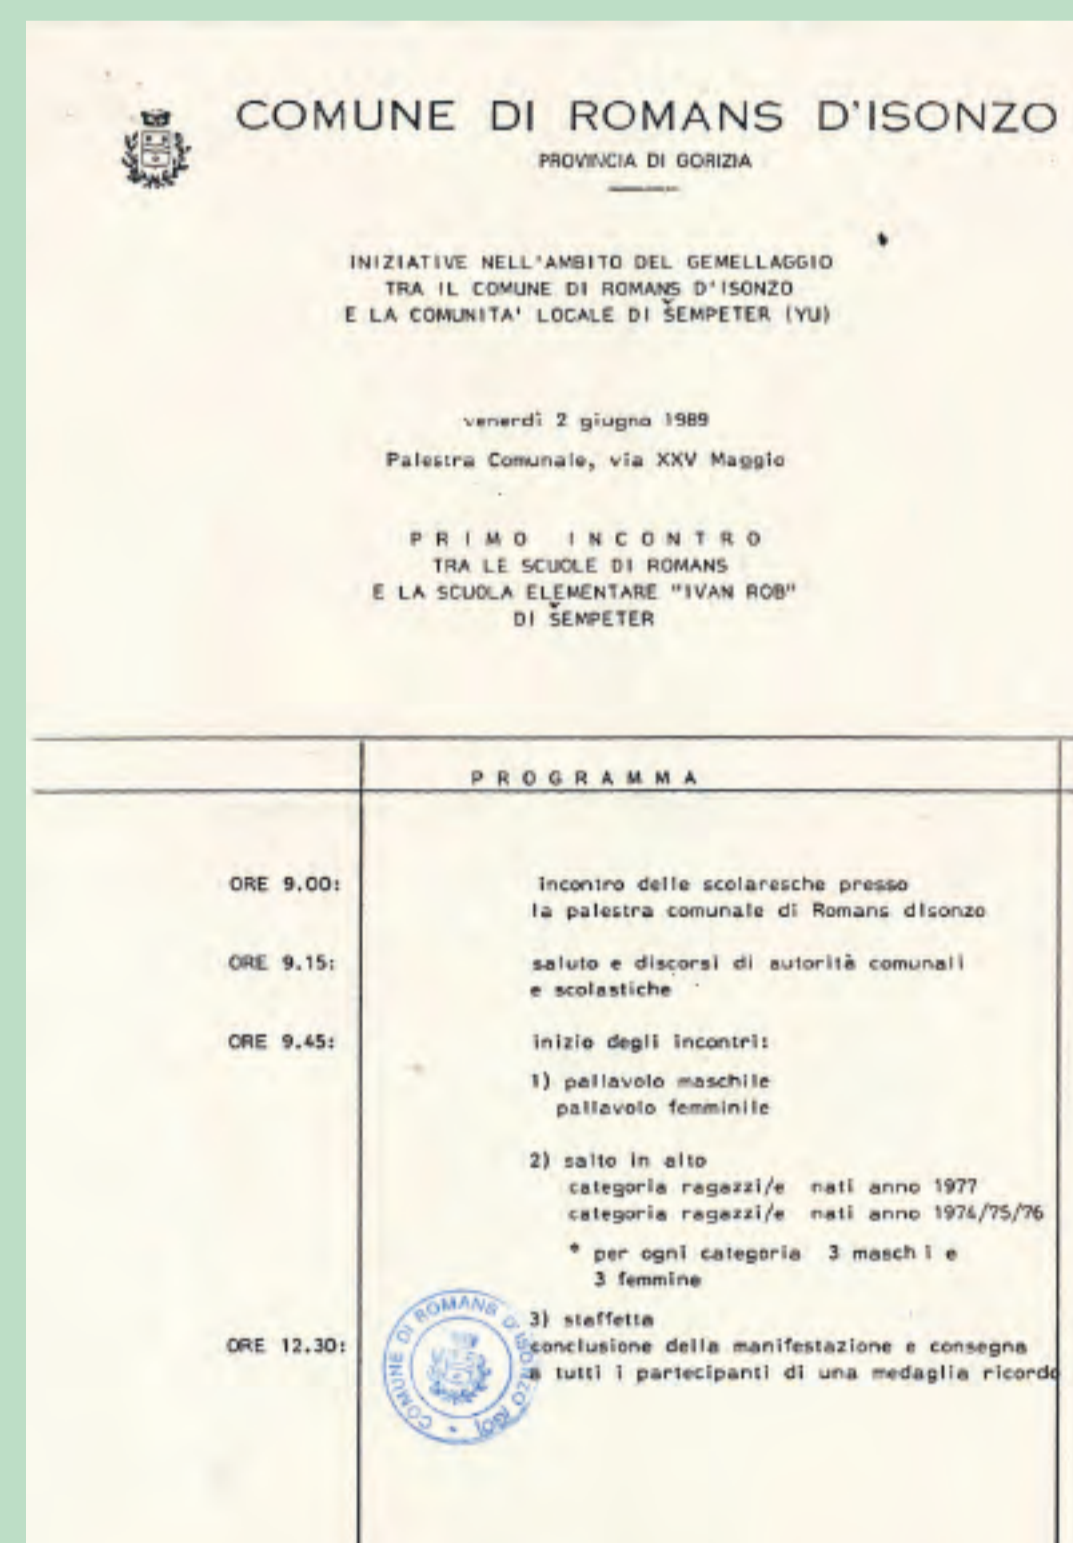 COMUNE DI ROMANS D'ISONZO
PROVINCIA DI GORIZIA
INIZIATIVE NELL'AMBITO DEL GEMELLAGGIO
TRA IL COMUNE DI ROMANS D'ISONZO
E LA COMUNITA' LOCALE DI ŠEMPETER (YU)
venerdì 2 giugno 1989
Palestra Comunale, via XXV Maggio
PRIMO INCONTRO
TRA LE SCUOLE DI ROMANS
E LA SCUOLA ELEMENTARE "IVAN ROB"
DI ŠEMPETER
PROGRAMMA
ORE 9.00: incontro delle scolaresche presso
la palestra comunale di Romans disonzo
ORE 9.15: saluto e discorsi di autorità comunali
e scolastiche
ORE 9.45: inizio degli incontri:
1) pallavolo maschile
pallavolo femminile
2) salto in alto
categoria ragazzi/e nati anno 1977
categoria ragazzi/e nati anno 1974/75/76
* per ogni categoria 3 maschi e
3 femmine
3) staffetta
ORE 12.30: conclusione della manifestazione e consegna
a tutti i partecipanti di una medaglia ricordo
COMUNE DI ROMANS D'ISONZO (GO)